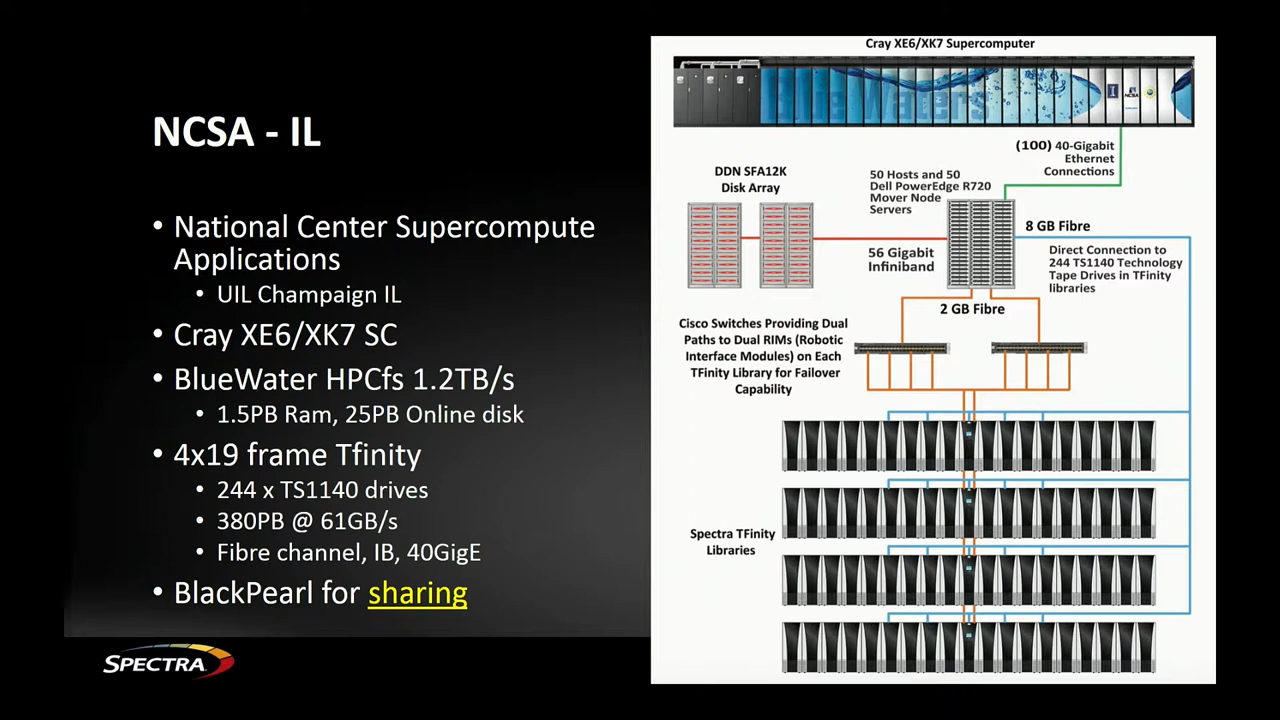 NCSA - IL
• National Center Supercompute
Applications
• UIL Champaign IL
• Cray XE6/XK7 SC
• BlueWater HPCfs 1.2TB/s
• 1.5PB Ram, 25PB Online disk
• 4x19 frame Tfinity
• 244 x TS1140 drives
• 380PB @ 61GB/s
• Fibre channel, IB, 40GigE
• BlackPearl for sharing
SPECTRA
Cray XE6/XK7 Supercomputer
Blue Waters
NCSA
(100) 40-Gigabit
Ethernet
Connections
DDN SFA12K
Disk Array
50 Hosts and 50
Dell PowerEdge R720
Mover Node
Servers
8 GB Fibre
56 Gigabit
Infiniband
Direct Connection to
244 TS1140 Technology
Tape Drives in TFinity
libraries
2 GB Fibre
Cisco Switches Providing Dual
Paths to Dual RIMs (Robotic
Interface Modules) on Each
TFinity Library for Failover
Capability
Spectra TFinity
Libraries